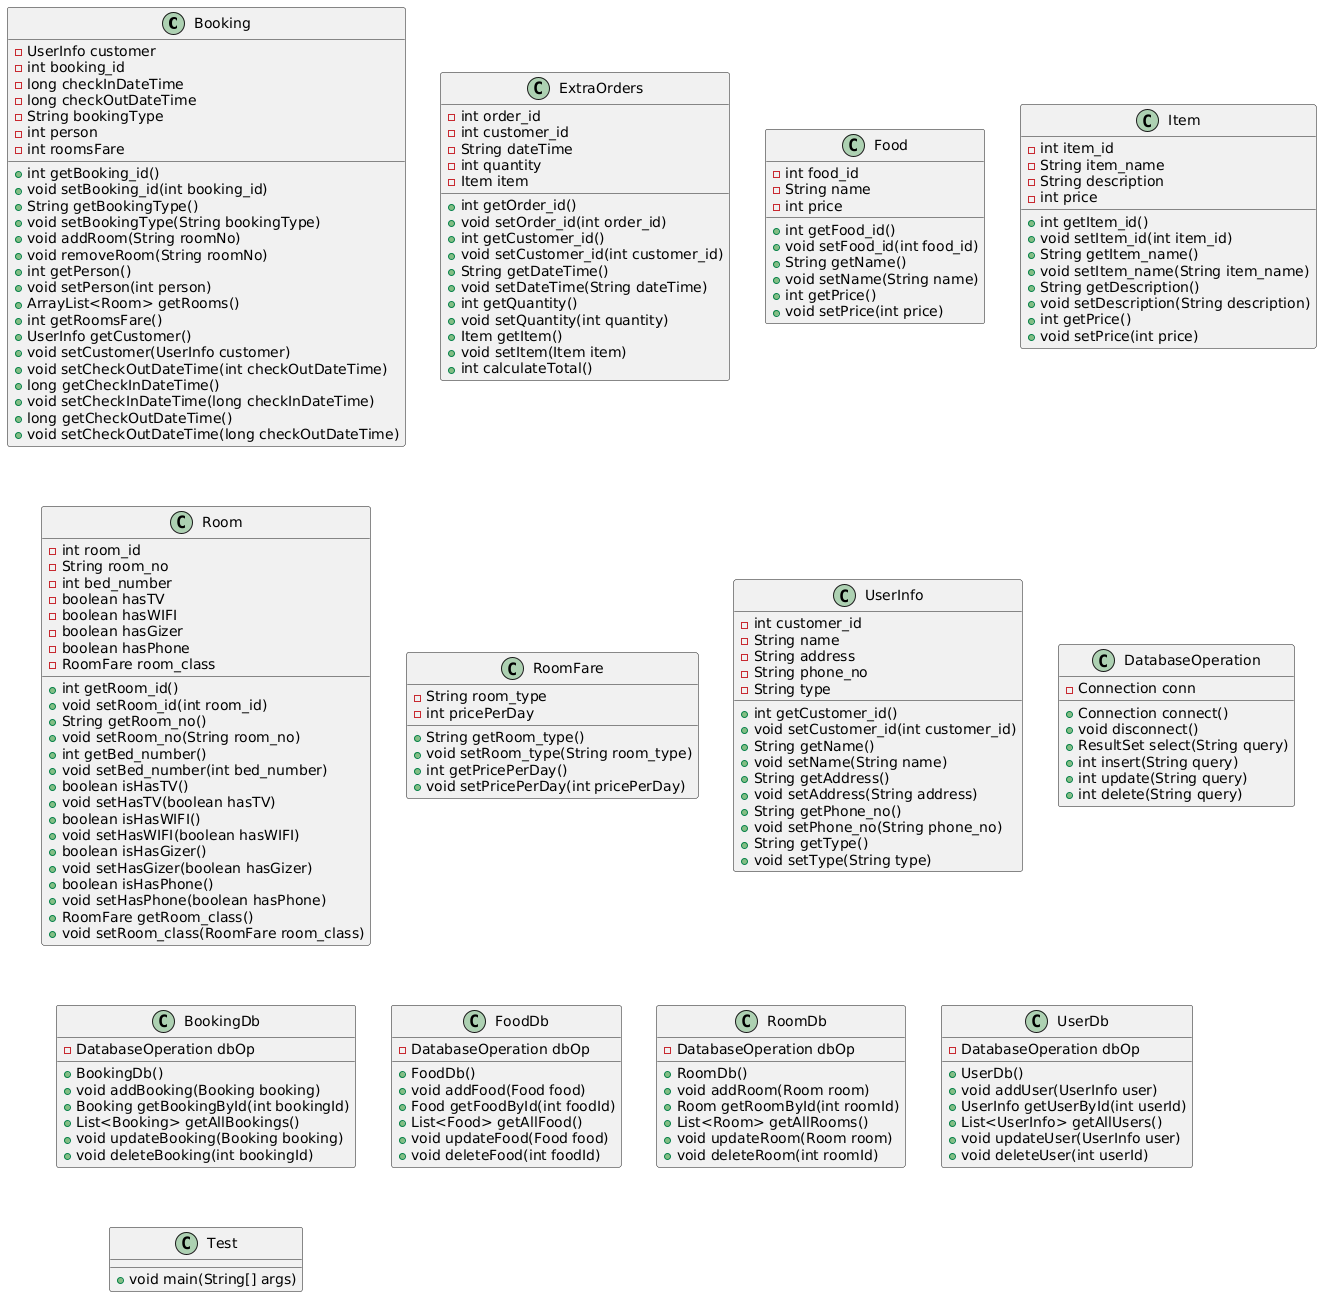 C Booking
UserInfo customer
int booking_id
long checkInDateTime
long checkOutDateTime
String bookingType
int person
int roomsFare
int getBooking_id()
void setBooking_id(int booking_id)
String getBookingType()
void setBookingType(String bookingType)
void addRoom(String roomNo)
void removeRoom(String roomNo)
int getPerson()
void setPerson(int person)
ArrayList<Room> getRooms()
int getRoomsFare()
UserInfo getCustomer()
void setCustomer(UserInfo customer)
void setCheckOutDateTime(int checkOutDateTime)
long getCheckInDateTime()
void setCheckInDateTime(long checkInDateTime)
long getCheckOutDateTime()
void setCheckOutDateTime(long checkOutDateTime)
C ExtraOrders
int order_id
int customer_id
String dateTime
int quantity
Item item
int getOrder_id()
void setOrder_id(int order_id)
int getCustomer_id()
void setCustomer_id(int customer_id)
String getDateTime()
void setDateTime(String dateTime)
int getQuantity()
void setQuantity(int quantity)
Item getItem()
void setItem(Item item)
int calculateTotal()
C Food
int food_id
String name
int price
int getFood_id()
void setFood_id(int food_id)
String getName()
void setName(String name)
int getPrice()
void setPrice(int price)
C Item
int item_id
String item_name
String description
int price
int getItem_id()
void setItem_id(int item_id)
String getItem_name()
void setItem_name(String item_name)
String getDescription()
void setDescription(String description)
int getPrice()
void setPrice(int price)
C Room
int room_id
String room_no
int bed_number
boolean hasTV
boolean hasWIFI
boolean hasGizer
boolean hasPhone
RoomFare room_class
int getRoom_id()
void setRoom_id(int room_id)
String getRoom_no()
void setRoom_no(String room_no)
int getBed_number()
void setBed_number(int bed_number)
boolean isHasTV()
void setHasTV(boolean hasTV)
boolean isHasWIFI()
void setHasWIFI(boolean hasWIFI)
boolean isHasGizer()
void setHasGizer(boolean hasGizer)
boolean isHasPhone()
void setHasPhone(boolean hasPhone)
RoomFare getRoom_class()
void setRoom_class(RoomFare room_class)
C RoomFare
String room_type
int pricePerDay
String getRoom_type()
void setRoom_type(String room_type)
int getPricePerDay()
void setPricePerDay(int pricePerDay)
C UserInfo
int customer_id
String name
String address
String phone_no
String type
int getCustomer_id()
void setCustomer_id(int customer_id)
String getName()
void setName(String name)
String getAddress()
void setAddress(String address)
String getPhone_no()
void setPhone_no(String phone_no)
String getType()
void setType(String type)
C DatabaseOperation
Connection conn
Connection connect()
void disconnect()
ResultSet select(String query)
int insert(String query)
int update(String query)
int delete(String query)
C BookingDb
DatabaseOperation dbOp
BookingDb()
void addBooking(Booking booking)
Booking getBookingById(int bookingId)
List<Booking> getAllBookings()
void updateBooking(Booking booking)
void deleteBooking(int bookingId)
C FoodDb
DatabaseOperation dbOp
FoodDb()
void addFood(Food food)
Food getFoodById(int foodId)
List<Food> getAllFood()
void updateFood(Food food)
void deleteFood(int foodId)
C RoomDb
DatabaseOperation dbOp
RoomDb()
void addRoom(Room room)
Room getRoomById(int roomId)
List<Room> getAllRooms()
void updateRoom(Room room)
void deleteRoom(int roomId)
C UserDb
DatabaseOperation dbOp
UserDb()
void addUser(UserInfo user)
UserInfo getUserById(int userId)
List<UserInfo> getAllUsers()
void updateUser(UserInfo user)
void deleteUser(int userId)
C Test
void main(String[] args)